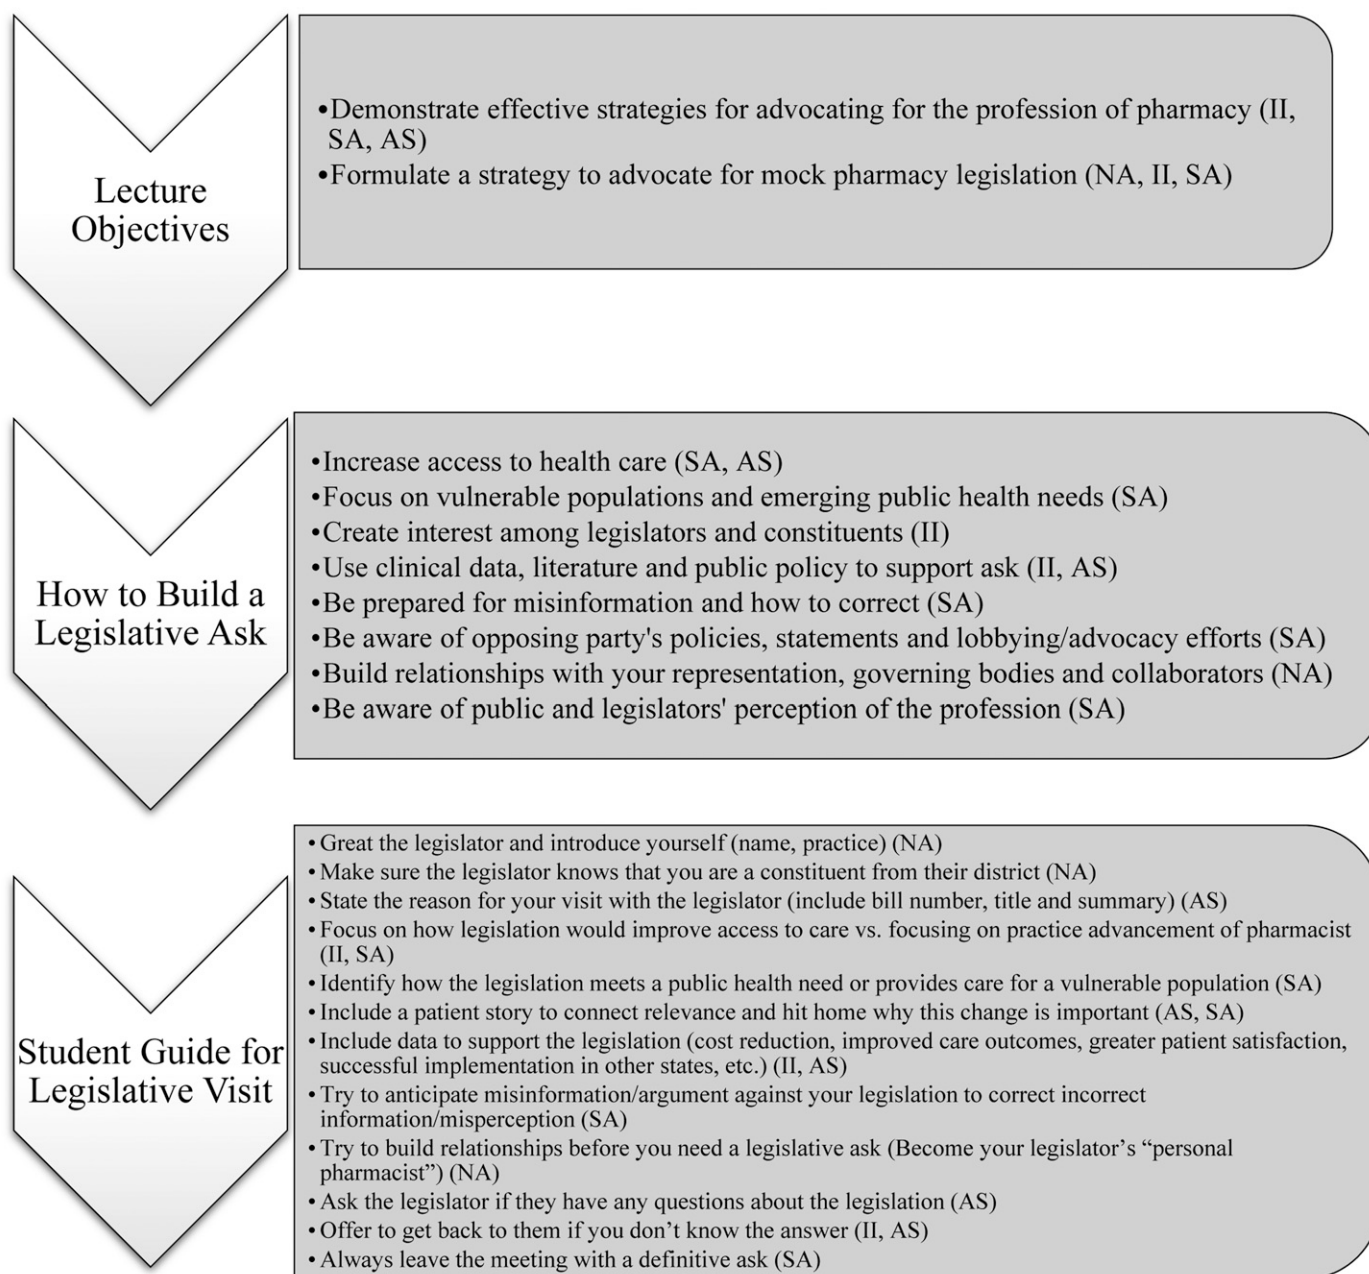 Lecture
Objectives
•Demonstrate effective strategies for advocating for the profession of pharmacy (II,
SA, AS)
•Formulate a strategy to advocate for mock pharmacy legislation (NA, II, SA)
How to Build a
Legislative Ask
•Increase access to health care (SA, AS)
•Focus on vulnerable populations and emerging public health needs (SA)
•Create interest among legislators and constituents (II)
•Use clinical data, literature and public policy to support ask (II, AS)
•Be prepared for misinformation and how to correct (SA)
•Be aware of opposing party's policies, statements and lobbying/advocacy efforts (SA)
•Build relationships with your representation, governing bodies and collaborators (NA)
•Be aware of public and legislators' perception of the profession (SA)
Student Guide for
Legislative Visit
•Great the legislator and introduce yourself (name, practice) (NA)
•Make sure the legislator knows that you are a constituent from their district (NA)
•State the reason for your visit with the legislator (include bill number, title and summary) (AS)
•Focus on how legislation would improve access to care vs. focusing on practice advancement of pharmacist
(II, SA)
•Identify how the legislation meets a public health need or provides care for a vulnerable population (SA)
•Include a patient story to connect relevance and hit home why this change is important (AS, SA)
•Include data to support the legislation (cost reduction, improved care outcomes, greater patient satisfaction,
successful implementation in other states, etc.) (II, AS)
•Try to anticipate misinformation/argument against your legislation to correct incorrect
information/misperception (SA)
•Try to build relationships before you need a legislative ask (Become your legislator’s “personal
pharmacist”) (NA)
•Ask the legislator if they have any questions about the legislation (AS)
•Offer to get back to them if you don’t know the answer (II, AS)
•Always leave the meeting with a definitive ask (SA)